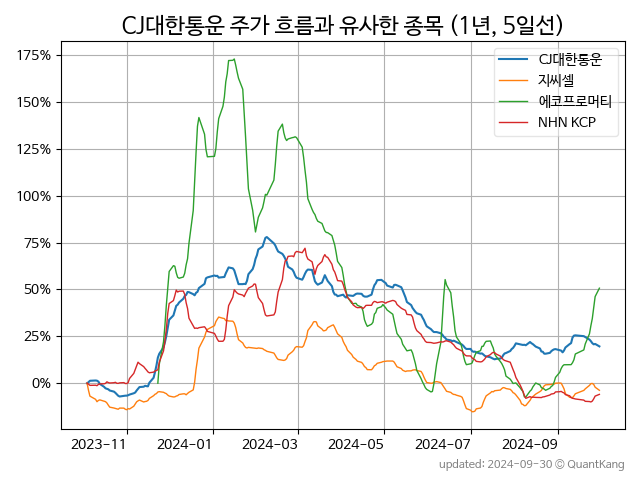 CJ대한통운 주가 흐름과 유사한 종목 (1년, 5일선)
175%
150%
125%
100%
75%
50%
25%
0%
CJ대한통운
지씨셀
에코프로머티
NHN KCP
2023-11
2024-01
2024-03
2024-05
2024-07
2024-09
updated: 2024-09-30 © QuantKang